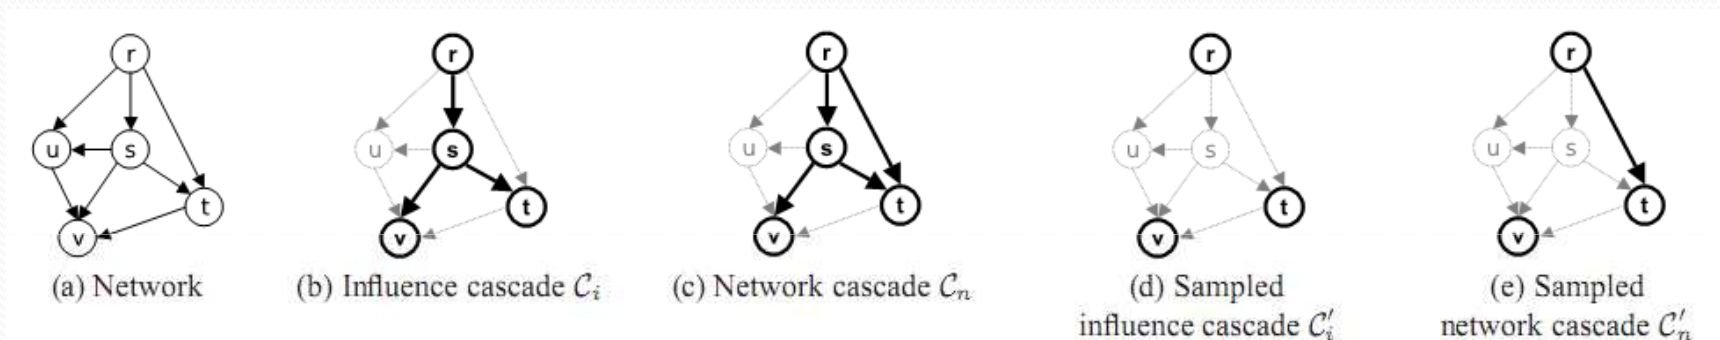 r
u
s
t
v
(a) Network
r
u
s
t
v
(b) Influence cascade 𝒞ᵢ
r
u
s
t
v
(c) Network cascade 𝒞ₙ
r
u
s
t
v
(d) Sampled
influence cascade 𝒞′ᵢ
r
u
s
t
v
(e) Sampled
network cascade 𝒞′ₙ